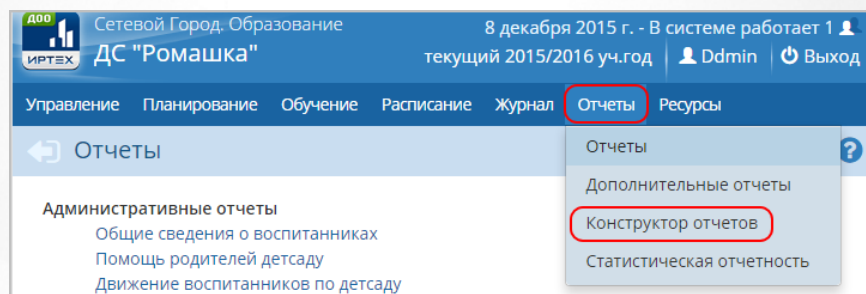 ДОО
ИРТЕХ
Сетевой Город. Образование
ДС "Ромашка"
8 декабря 2015 г. - В системе работает 1
текущий 2015/2016 уч.год Ddmin Выход
Управление Планирование Обучение Расписание Журнал Отчеты Ресурсы
Отчеты
?
Отчеты
Дополнительные отчеты
Конструктор отчетов
Статистическая отчетность
Административные отчеты
Общие сведения о воспитанниках
Помощь родителей детсаду
Движение воспитанников по детсаду